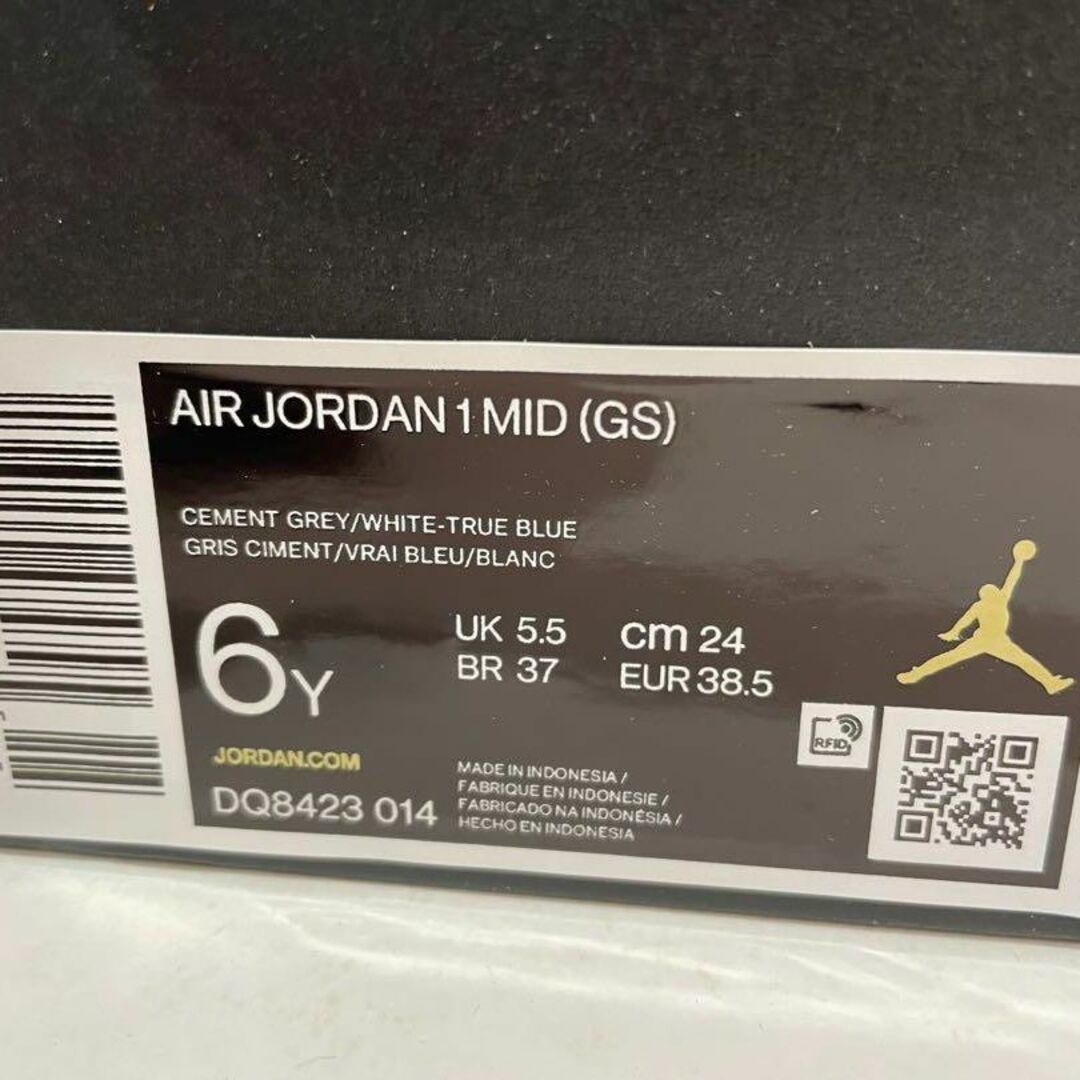 AIR JORDAN 1 MID (GS)
CEMENT GREY/WHITE-TRUE BLUE
GRIS CIMENT/VRAI BLEU/BLANC
6Y
UK 5.5 cm 24
BR 37 EUR 38.5
RFID
JORDAN.COM
DQ8423 014
MADE IN INDONESIA /
FABRIQUE EN INDONESIE /
FABRICADO NA INDONÉSIA /
HECHO EN INDONESIA